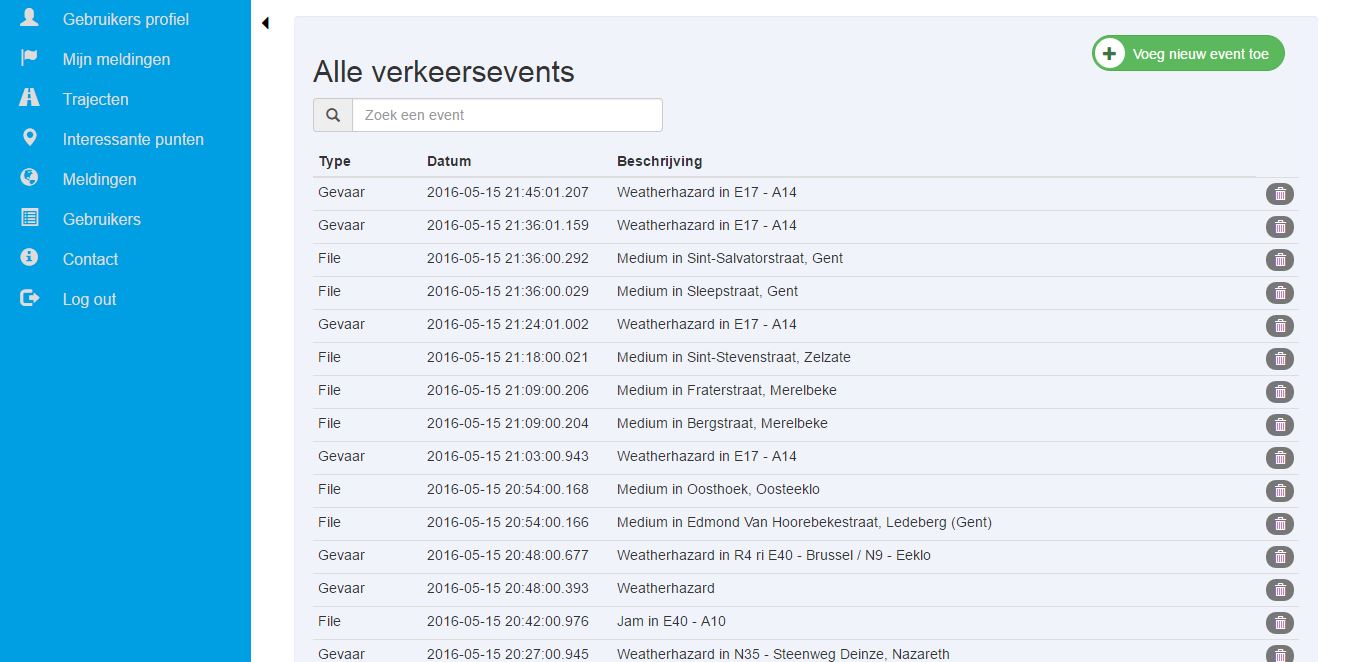 Gebruikers profiel
Mijn meldingen
Trajecten
Interessante punten
Meldingen
Gebruikers
Contact
Log out
Voeg nieuw event toe
Alle verkeersevents
Zoek een event
Type Datum Beschrijving
Gevaar 2016-05-15 21:45:01.207 Weatherhazard in E17 - A14
Gevaar 2016-05-15 21:36:01.159 Weatherhazard in E17 - A14
File 2016-05-15 21:36:00.292 Medium in Sint-Salvatorstraat, Gent
File 2016-05-15 21:36:00.029 Medium in Sleepstraat, Gent
Gevaar 2016-05-15 21:24:01.002 Weatherhazard in E17 - A14
File 2016-05-15 21:18:00.021 Medium in Sint-Stevenstraat, Zelzate
File 2016-05-15 21:09:00.206 Medium in Fraterstraat, Merelbeke
File 2016-05-15 21:09:00.204 Medium in Bergstraat, Merelbeke
Gevaar 2016-05-15 21:03:00.943 Weatherhazard in E17 - A14
File 2016-05-15 20:54:00.168 Medium in Oosthoek, Oosteeklo
File 2016-05-15 20:54:00.166 Medium in Edmond Van Hoorebekestraat, Ledeberg (Gent)
Gevaar 2016-05-15 20:48:00.677 Weatherhazard in R4 ri E40 - Brussel / N9 - Eeklo
Gevaar 2016-05-15 20:48:00.393 Weatherhazard
File 2016-05-15 20:42:00.976 Jam in E40 - A10
Gevaar 2016-05-15 20:27:00.945 Weatherhazard in N35 - Steenweg Deinze, Nazareth